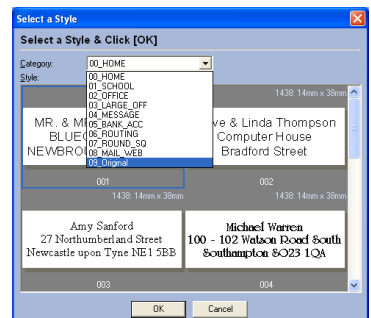 Select a Style
Select a Style & Click [OK]
Category:
00_HOME
Style:
00_HOME
01_SCHOOL
02_OFFICE
03_LARGE_OFF
04_MESSAGE
05_BANK_ACC
06_ROUTING
07_ROUND_SQ
08_MAIL_WEB
09_Original
1438: 14mm x 38mm
MR. & M
BLUE
NEWBRO
001
e & Linda Thompson
Computer House
Bradford Street
002
1438: 14mm x 38mm
1438: 14mm x 38mm
Amy Sanford
27 Northumberland Street
Newcastle upon Tyne NE1 5BB
003
Michael Warren
100 - 102 Watson Road South
Southampton SO23 1QA
004
OK
Cancel